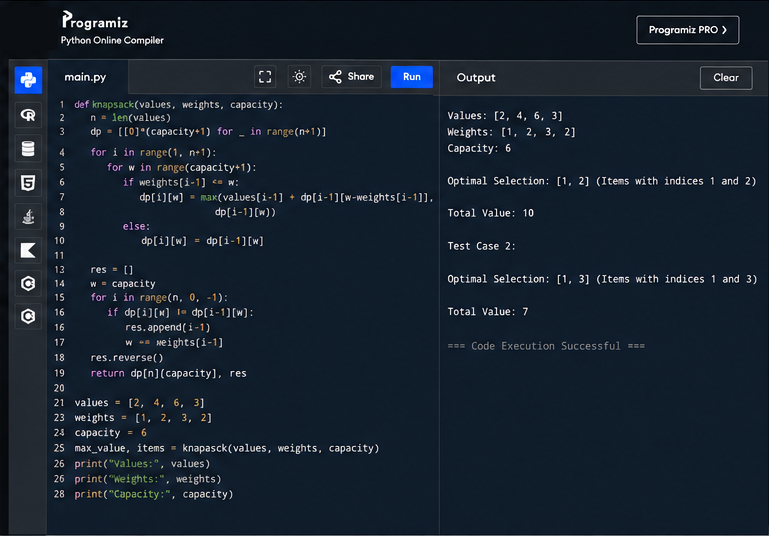 Programiz
Python Online Compiler
Programiz PRO ❯
main.py
Share
Run
Output
Clear
1 def knapsack(values, weights, capacity):
2 n = len(values)
3 dp = [[0]*(capacity+1) for _ in range(n+1)]
4 for i in range(1, n+1):
5 for w in range(capacity+1):
6 if weights[i-1] <= w:
7 dp[i][w] = max(values[i-1] + dp[i-1][w-weights[i-1]],
8 dp[i-1][w))
9 else:
10 dp[i][w] = dp[i-1][w]
11
13 res = []
14 w = capacity
15 for i in range(n, 0, -1):
16 if dp[i][w] != dp[i-1][w]:
16 res.append(i-1)
17 w -= weights[i-1]
18 res.reverse()
19 return dp[n](capacity], res
20
21 values = [2, 4, 6, 3]
23 weights = [1, 2, 3, 2]
24 capacity = 6
25 max_value, items = knapasck(values, weights, capacity)
26 print("Values:", values)
26 print("Weights:", weights)
28 print("Capacity:", capacity)
Values: [2, 4, 6, 3]
Weights: [1, 2, 3, 2]
Capacity: 6
Optimal Selection: [1, 2] (Items with indices 1 and 2)
Total Value: 10
Test Case 2:
Optimal Selection: [1, 3] (Items with indices 1 and 3)
Total Value: 7
=== Code Execution Successful ===